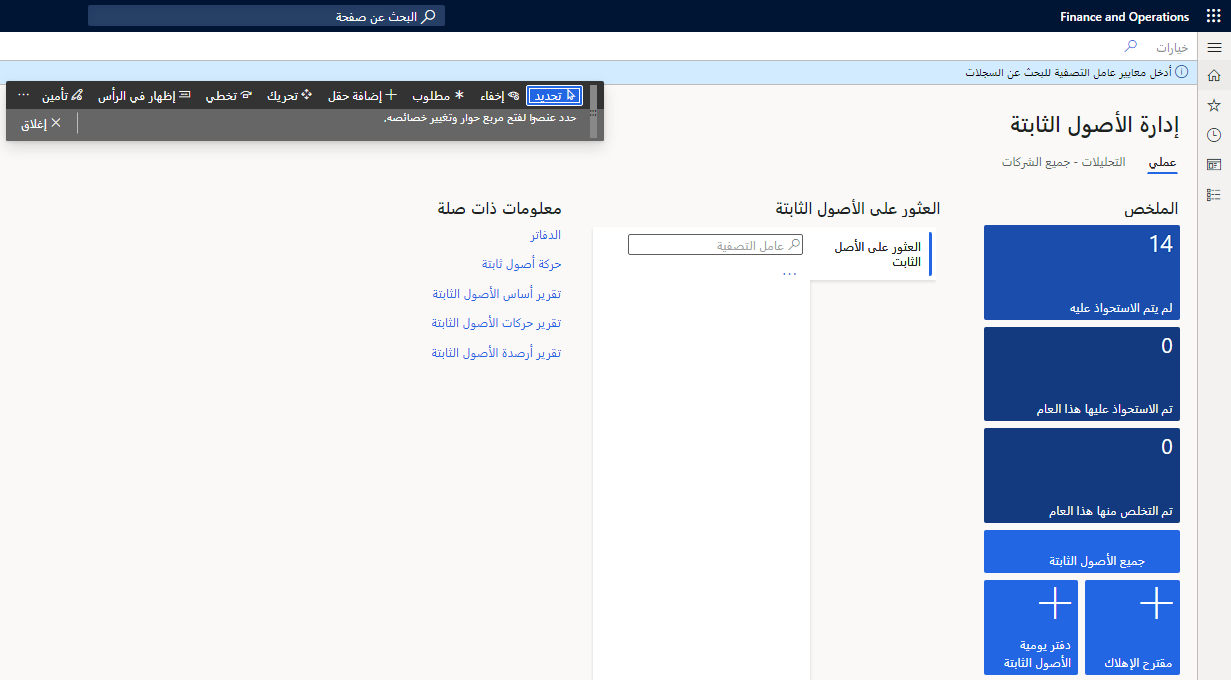 Finance and Operations
البحث عن صفحة
خيارات
أدخل معايير عامل التصفية للبحث عن السجلات
تحديد
إخفاء
* مطلوب
إضافة حقل
تحريك
تخطي
إظهار في الرأس
تأمين
...
حدد عنصرا لفتح مربع حوار وتغيير خصائصه.
إغلاق
إدارة الأصول الثابتة
عملي
التحليلات - جميع الشركات
الملخص
14
لم يتم الاستحواذ عليه
0
تم الاستحواذ عليها هذا العام
0
تم التخلص منها هذا العام
جميع الأصول الثابتة
مقترح الإهلاك
دفتر يومية
الأصول الثابتة
العثور على الأصول الثابتة
العثور على الأصل
الثابت
عامل التصفية
...
معلومات ذات صلة
الدفاتر
حركة أصول ثابتة
تقرير أساس الأصول الثابتة
تقرير حركات الأصول الثابتة
تقرير أرصدة الأصول الثابتة